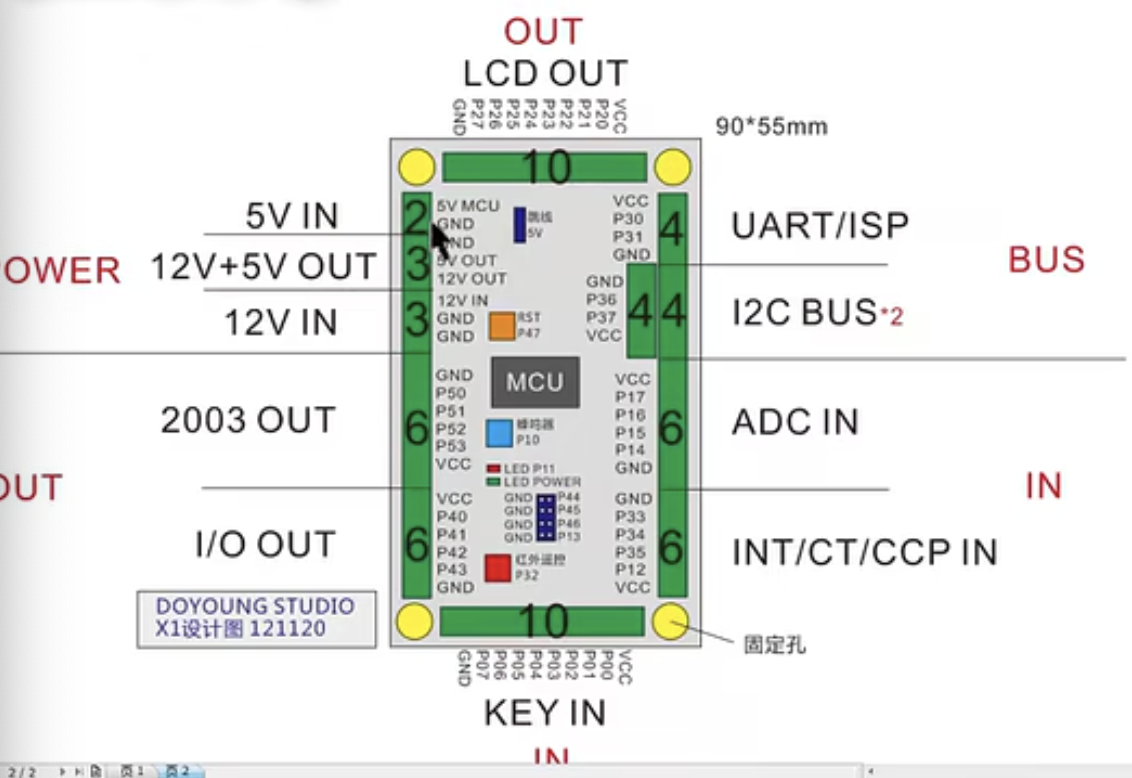 OUT
LCD OUT
GND P27 P26 P25 P24 P23 P22 P21 P20 VCC
90*55mm
10
5V IN
12V+5V OUT
12V IN
OWER
2
3
3
5V MCU
GND
ND
5V OUT
12V OUT
12V IN
GND
GND
跳线
5V
RST
P47
VCC
P30
P31
GND
GND
P36
P37
VCC
4
4
4
UART/ISP
I2C BUS*2
BUS
MCU
2003 OUT
I/O OUT
OUT
6
6
GND
P50
P51
P52
P53
VCC
VCC
P40
P41
P42
P43
GND
蜂鸣器
P10
LED P11
LED POWER
GND P44
GND P45
GND P46
GND P13
红外遥控
P32
VCC
P17
P16
P15
P14
GND
GND
P33
P34
P35
P12
VCC
6
6
ADC IN
INT/CT/CCP IN
IN
DOYOUNG STUDIO
X1设计图 121120
10
固定孔
GND P07 P06 P05 P04 P03 P02 P01 P00 VCC
KEY IN
IN
2/2
页1
页2